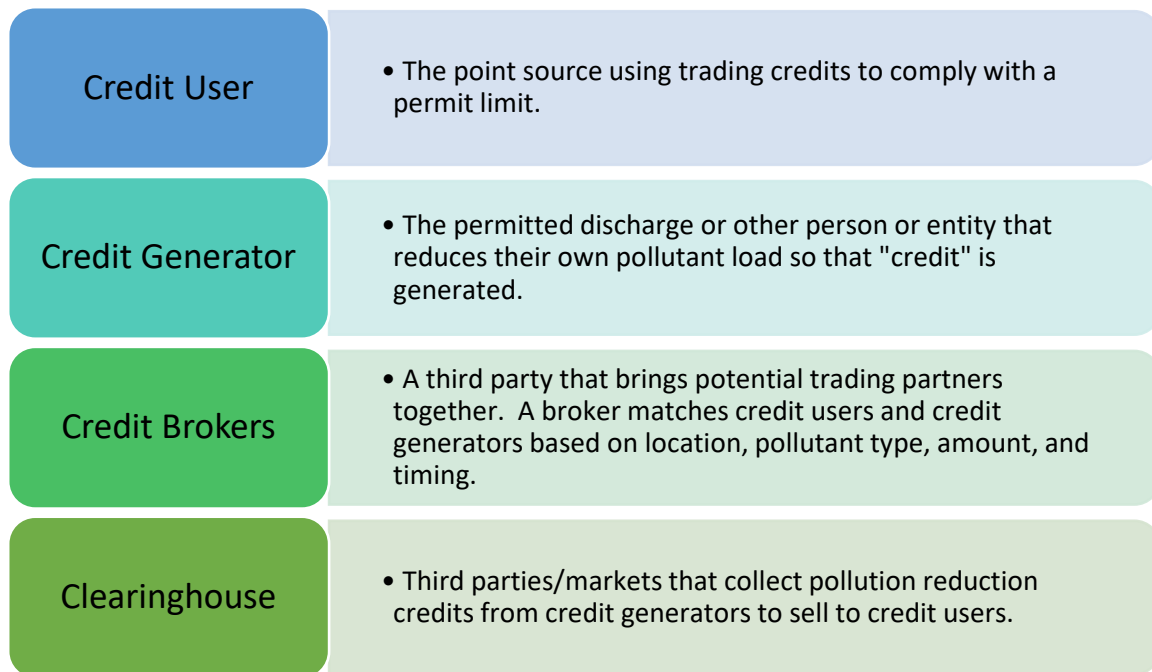 Credit User
• The point source using trading credits to comply with a
permit limit.
Credit Generator
• The permitted discharge or other person or entity that
reduces their own pollutant load so that "credit" is
generated.
Credit Brokers
• A third party that brings potential trading partners
together.  A broker matches credit users and credit
generators based on location, pollutant type, amount, and
timing.
Clearinghouse
• Third parties/markets that collect pollution reduction
credits from credit generators to sell to credit users.